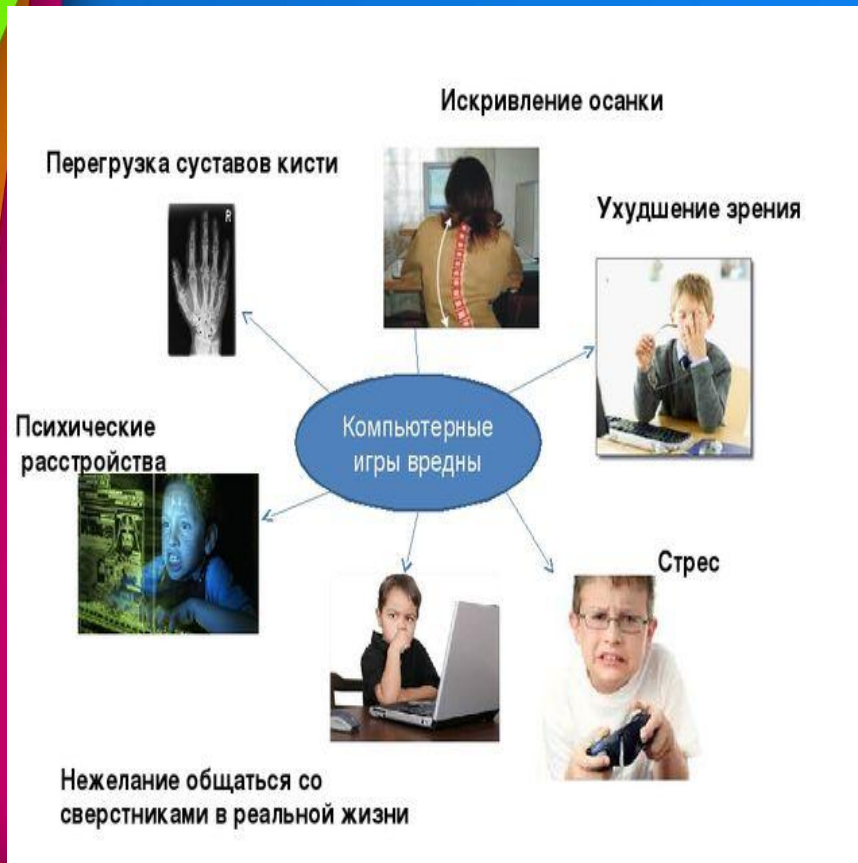 Искривление осанки
Перегрузка суставов кисти
R
Ухудшение зрения
Компьютерные
игры вредны
Психические
расстройства
Стрес
Нежелание общаться со
сверстниками в реальной жизни